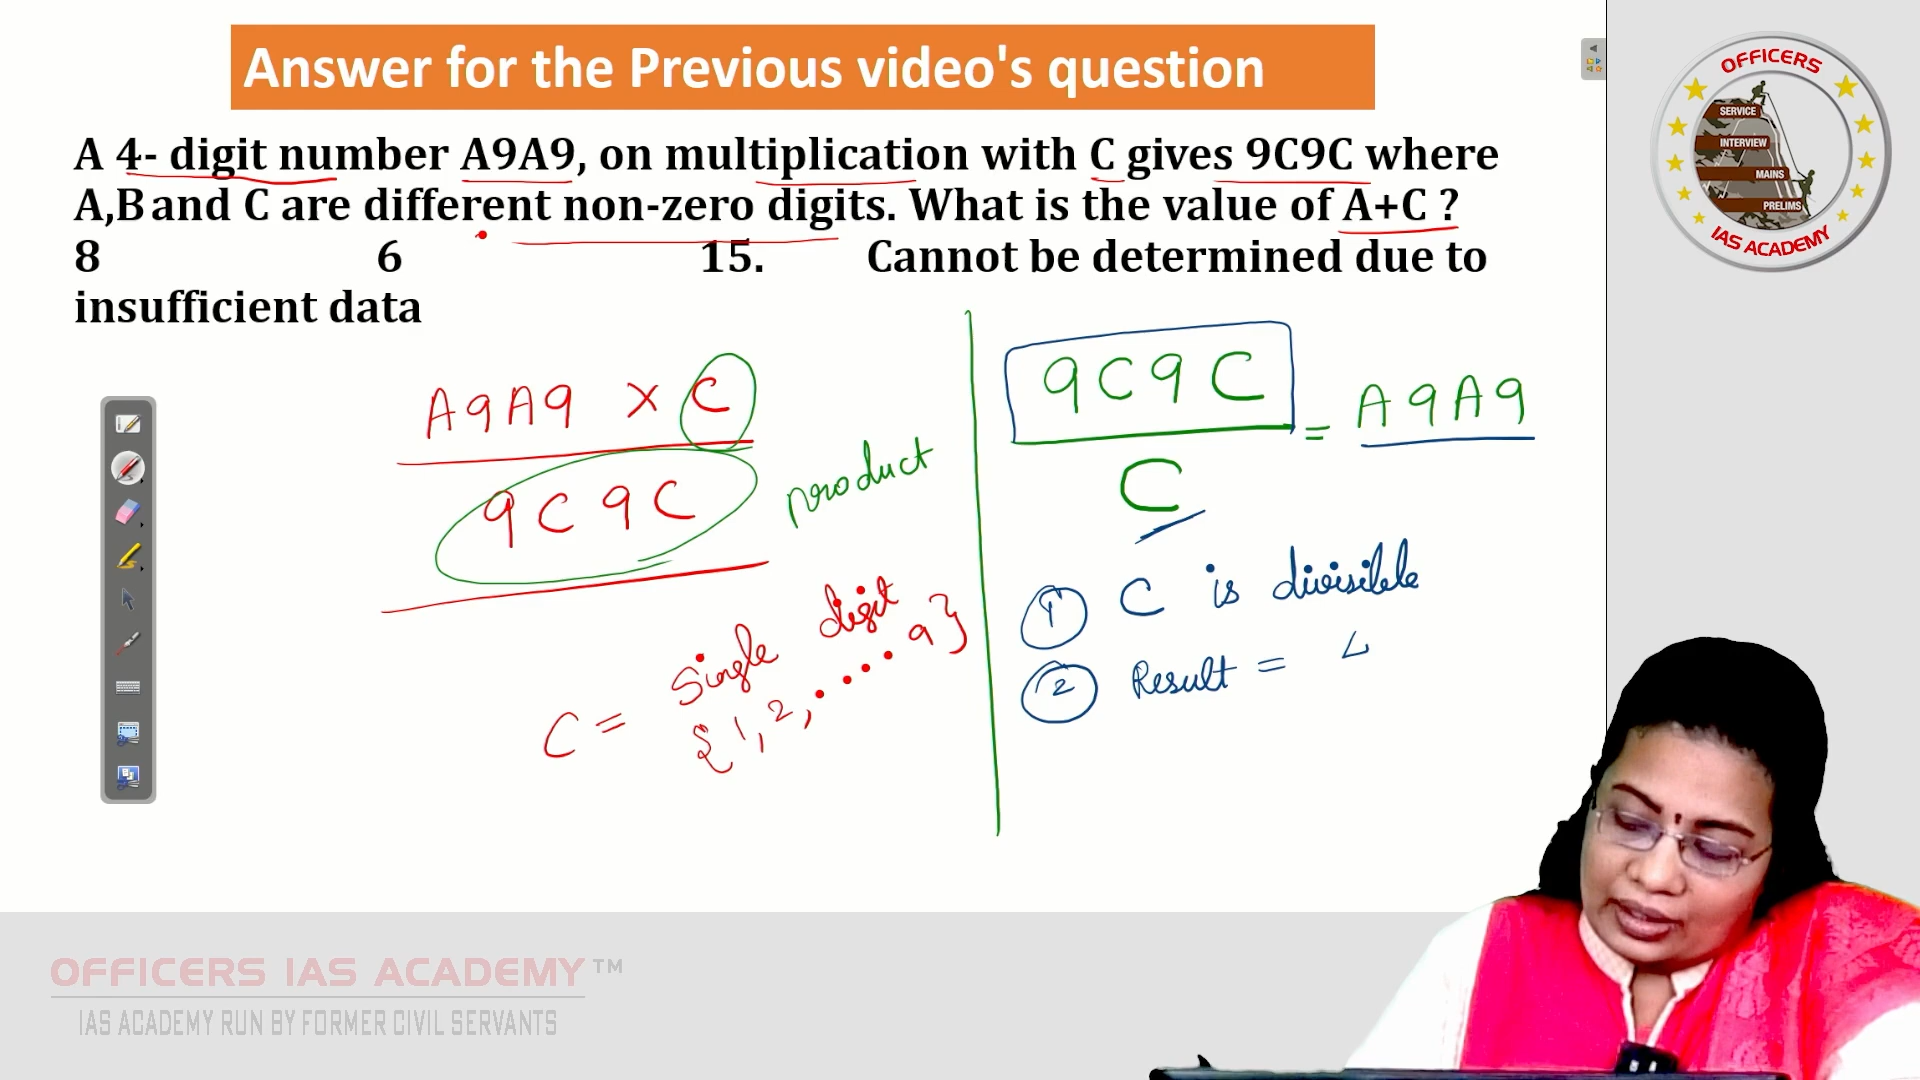 Answer for the Previous video's question
A 4- digit number A9A9, on multiplication with C gives 9C9C where
A,B and C are different non-zero digits. What is the value of A+C ?
8 6 15. Cannot be determined due to
insufficient data
A9A9 × C
9C9C
product
C = single digit
{1, 2, ..... 9}
9C9C
C
= A9A9
1 C is divisible
2 Result = 4
OFFICERS
SERVICE
INTERVIEW
MAINS
PRELIMS
IAS ACADEMY
OFFICERS IAS ACADEMY™
IAS ACADEMY RUN BY FORMER CIVIL SERVANTS